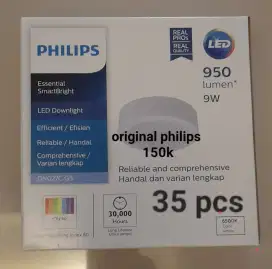 REAL
PROS
REAL
QUALITY
LED
PHILIPS
950
lumen*
9W
Essential
SmartBright
LED Downlight
Efficient / Efisien
Reliable / Handal
Comprehensive /
Varian lengkap
original philips
150k
Reliable and comprehensive
Handal dan varian lengkap
35 pcs
30,000
Hours